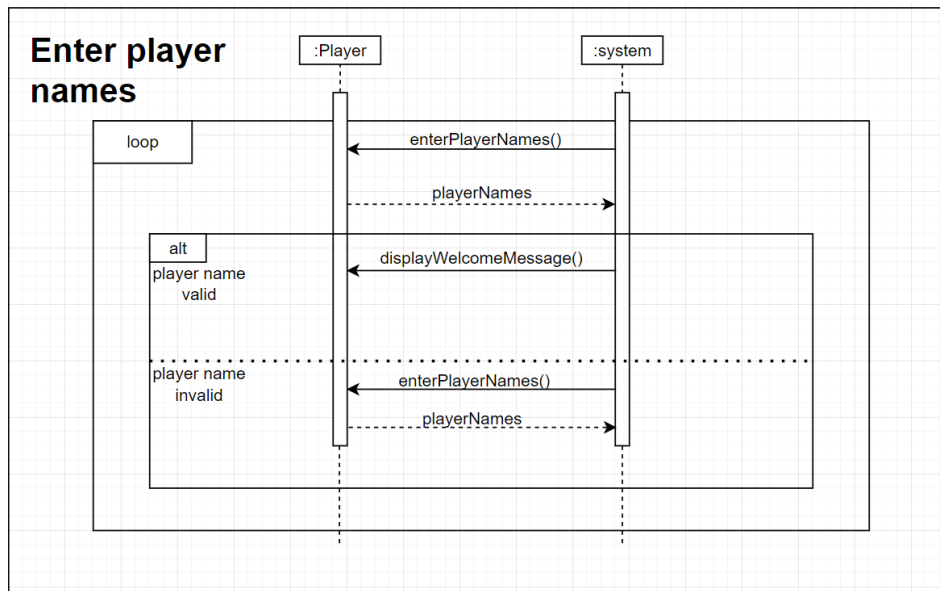 Enter player
names
:Player
:system
loop
enterPlayerNames()
playerNames
alt
displayWelcomeMessage()
player name
valid
player name
invalid
enterPlayerNames()
playerNames